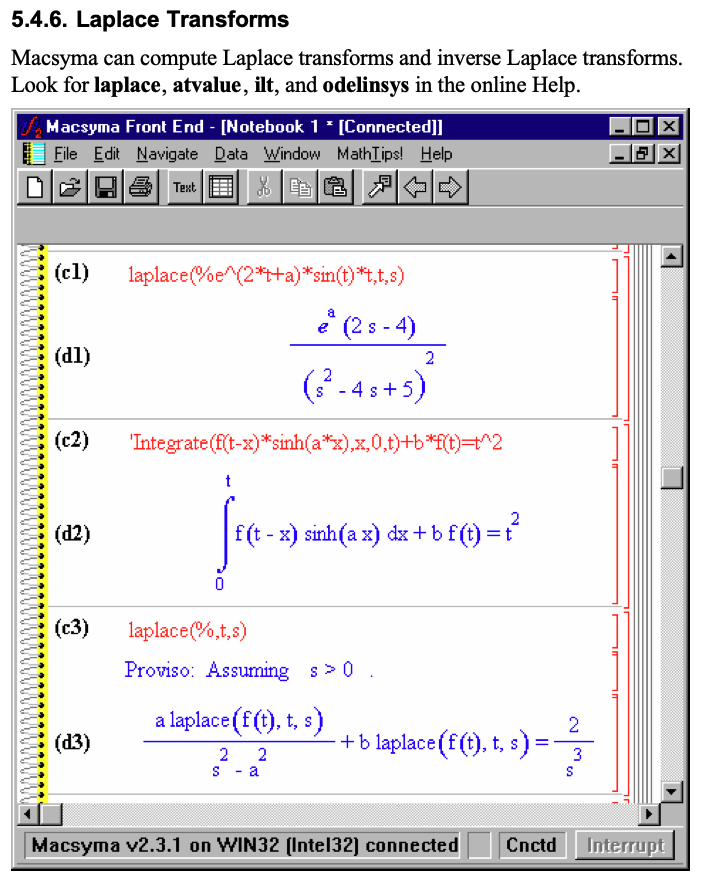 5.4.6. Laplace Transforms
Macsyma can compute Laplace transforms and inverse Laplace transforms.
Look for laplace, atvalue, ilt, and odelinsys in the online Help.
Macsyma Front End - [Notebook 1 * [Connected]]
File Edit Navigate Data Window MathTips! Help
Text
(c1) laplace(%e^(2*t+a)*sin(t)*t,t,s)
e^a (2 s - 4)
(d1)
(s^2 - 4 s + 5)^2
(c2) 'Integrate(f(t-x)*sinh(a*x),x,0,t)+b*f(t)=t^2
t
(d2) ∫ f(t - x) sinh(a x) dx + b f(t) = t^2
0
(c3) laplace(%,t,s)
Proviso: Assuming s > 0 .
a laplace(f(t), t, s)
(d3) + b laplace(f(t), t, s) = 2
s^2 - a^2 s^3
Macsyma v2.3.1 on WIN32 (Intel32) connected Cnctd Interrupt